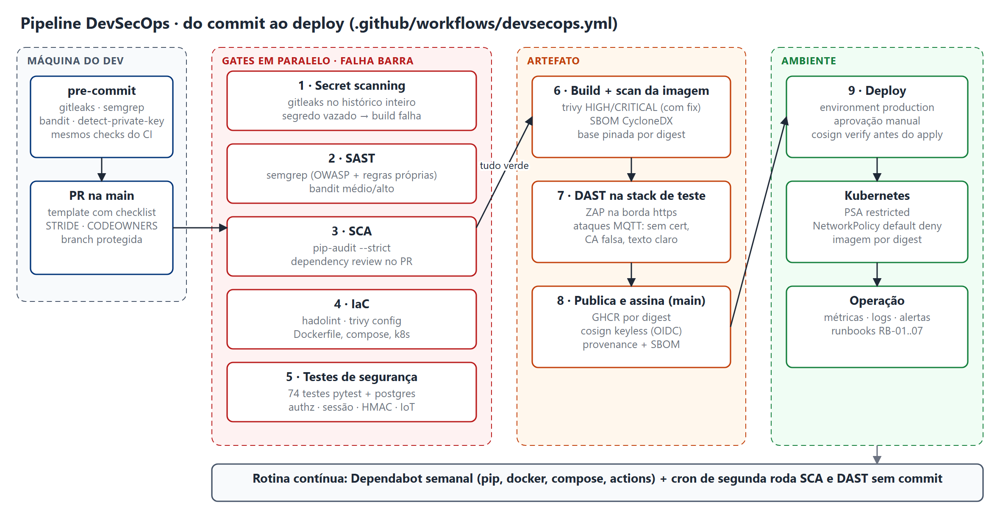 Pipeline DevSecOps · do commit ao deploy (.github/workflows/devsecops.yml)
MÁQUINA DO DEV
pre-commit
gitleaks · semgrep
bandit · detect-private-key
mesmos checks do CI
PR na main
template com checklist
STRIDE · CODEOWNERS
branch protegida
GATES EM PARALELO · FALHA BARRA
1 · Secret scanning
gitleaks no histórico inteiro
segredo vazado → build falha
2 · SAST
semgrep (OWASP + regras próprias)
bandit médio/alto
3 · SCA
pip-audit --strict
dependency review no PR
4 · IaC
hadolint · trivy config
Dockerfile, compose, k8s
5 · Testes de segurança
74 testes pytest + postgres
authz · sessão · HMAC · IoT
tudo verde
ARTEFATO
6 · Build + scan da imagem
trivy HIGH/CRITICAL (com fix)
SBOM CycloneDX
base pinada por digest
7 · DAST na stack de teste
ZAP na borda https
ataques MQTT: sem cert,
CA falsa, texto claro
8 · Publica e assina (main)
GHCR por digest
cosign keyless (OIDC)
provenance + SBOM
AMBIENTE
9 · Deploy
environment production
aprovação manual
cosign verify antes do apply
Kubernetes
PSA restricted
NetworkPolicy default deny
imagem por digest
Operação
métricas · logs · alertas
runbooks RB-01..07
Rotina contínua: Dependabot semanal (pip, docker, compose, actions) + cron de segunda roda SCA e DAST sem commit